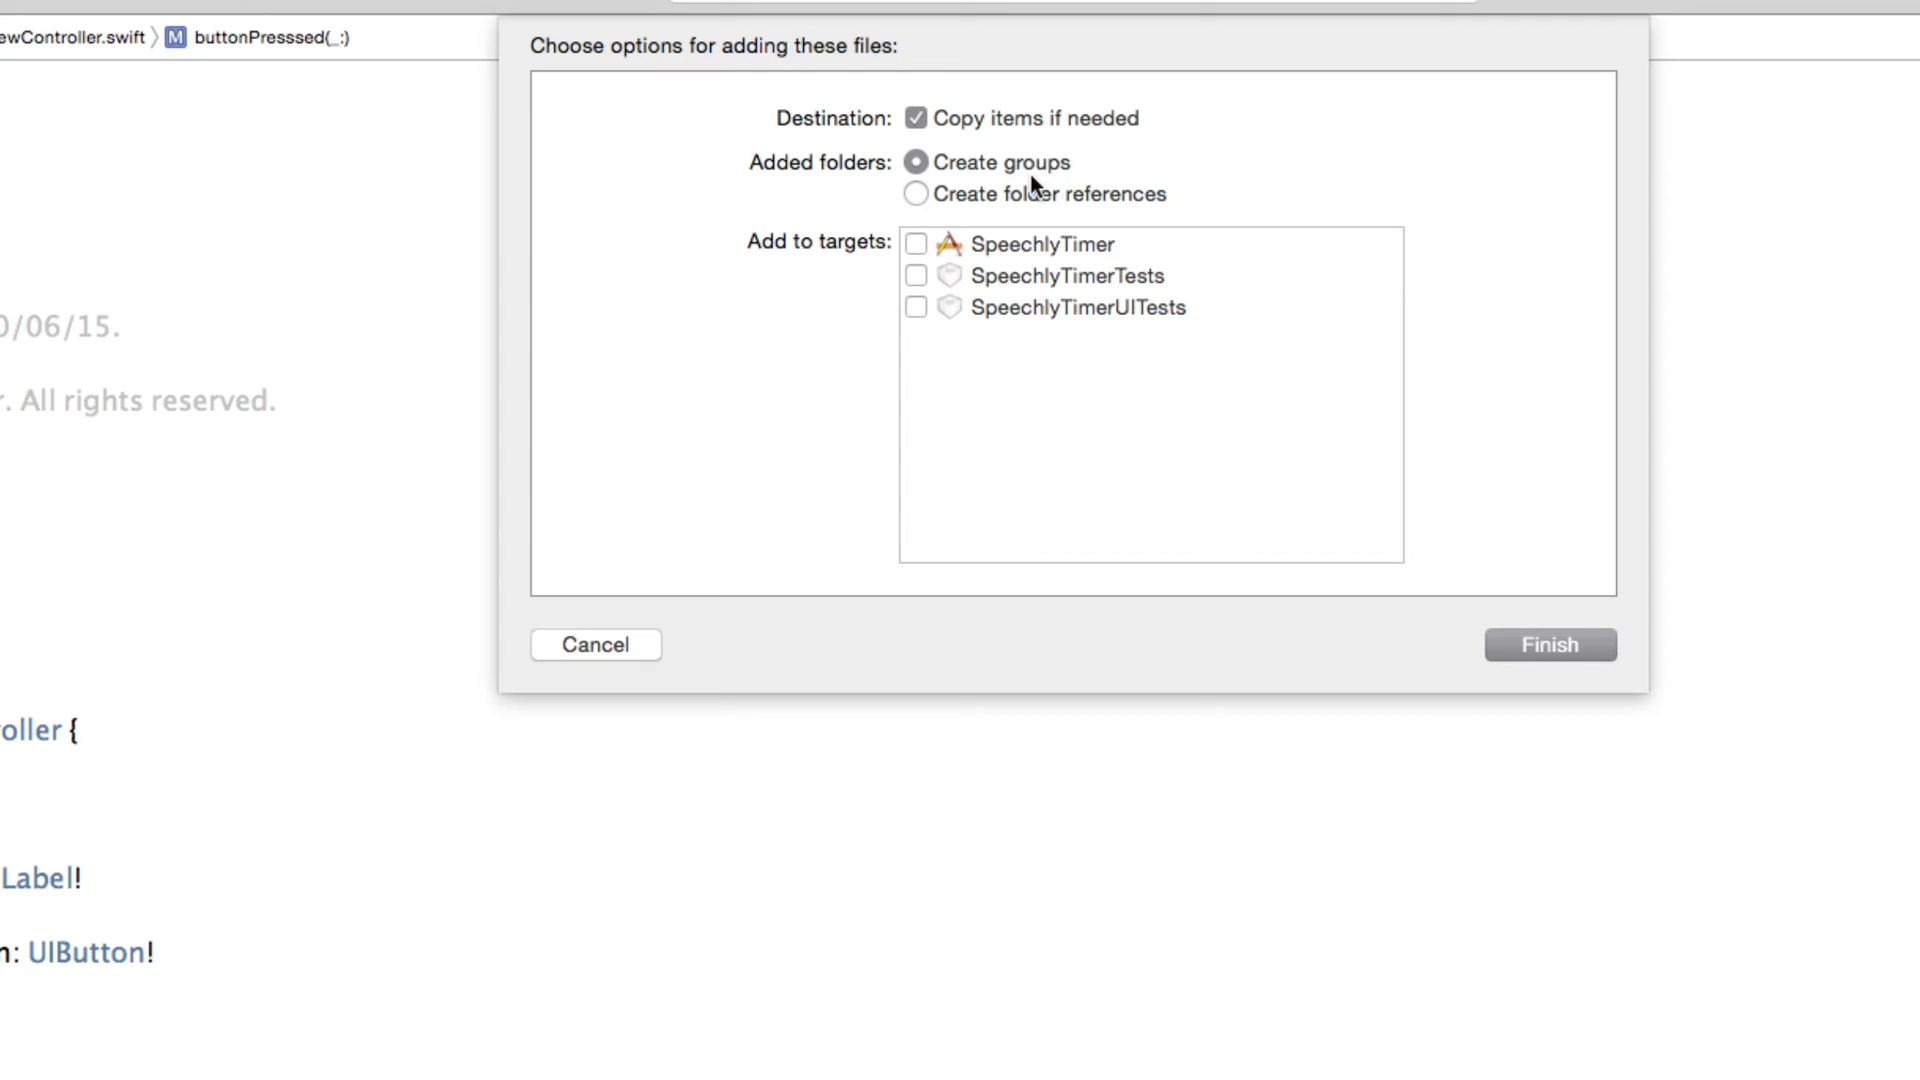 ewController.swift 〉 M buttonPresssed(_:)
Choose options for adding these files:
Destination: Copy items if needed
Added folders: Create groups
Create folder references
Add to targets: SpeechlyTimer
SpeechlyTimerTests
SpeechlyTimerUITests
0/06/15.
r. All rights reserved.
Cancel
Finish
oller {
Label!
n: UIButton!